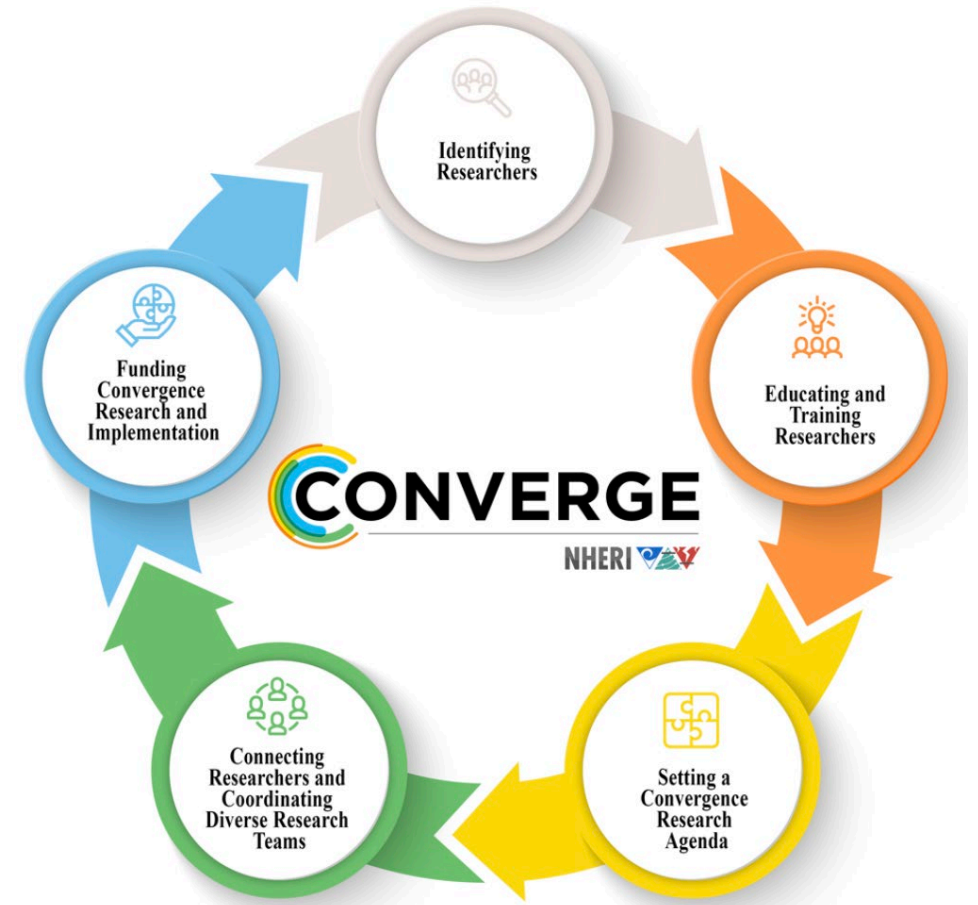 Identifying
Researchers
Educating and
Training
Researchers
Setting a
Convergence
Research
Agenda
Connecting
Researchers and
Coordinating
Diverse Research
Teams
Funding
Convergence
Research and
Implementation
CONVERGE
NHERI